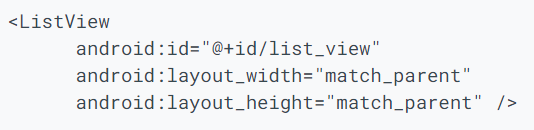 <ListView
      android:id="@+id/list_view"
      android:layout_width="match_parent"
      android:layout_height="match_parent" />